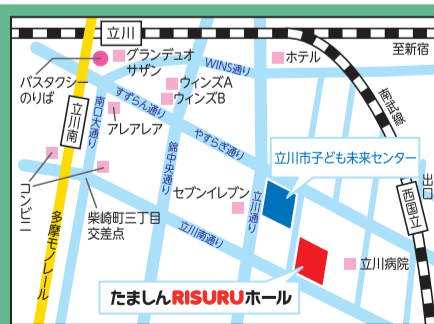 立川
至新宿
グランデュオ
サザン
WINS通り
ホテル
バスタクシー
のりば
ウィンズA
ウィンズB
すずらん通り
南武線
立川南
南口大通り
アレアレア
やすらぎ通り
錦中央通り
立川市子ども未来センター
出口
西国立
コンビニ
セブンイレブン
立川通り
柴崎町三丁目
交差点
立川南通り
多摩モノレール
立川病院
たましんRISURUホール